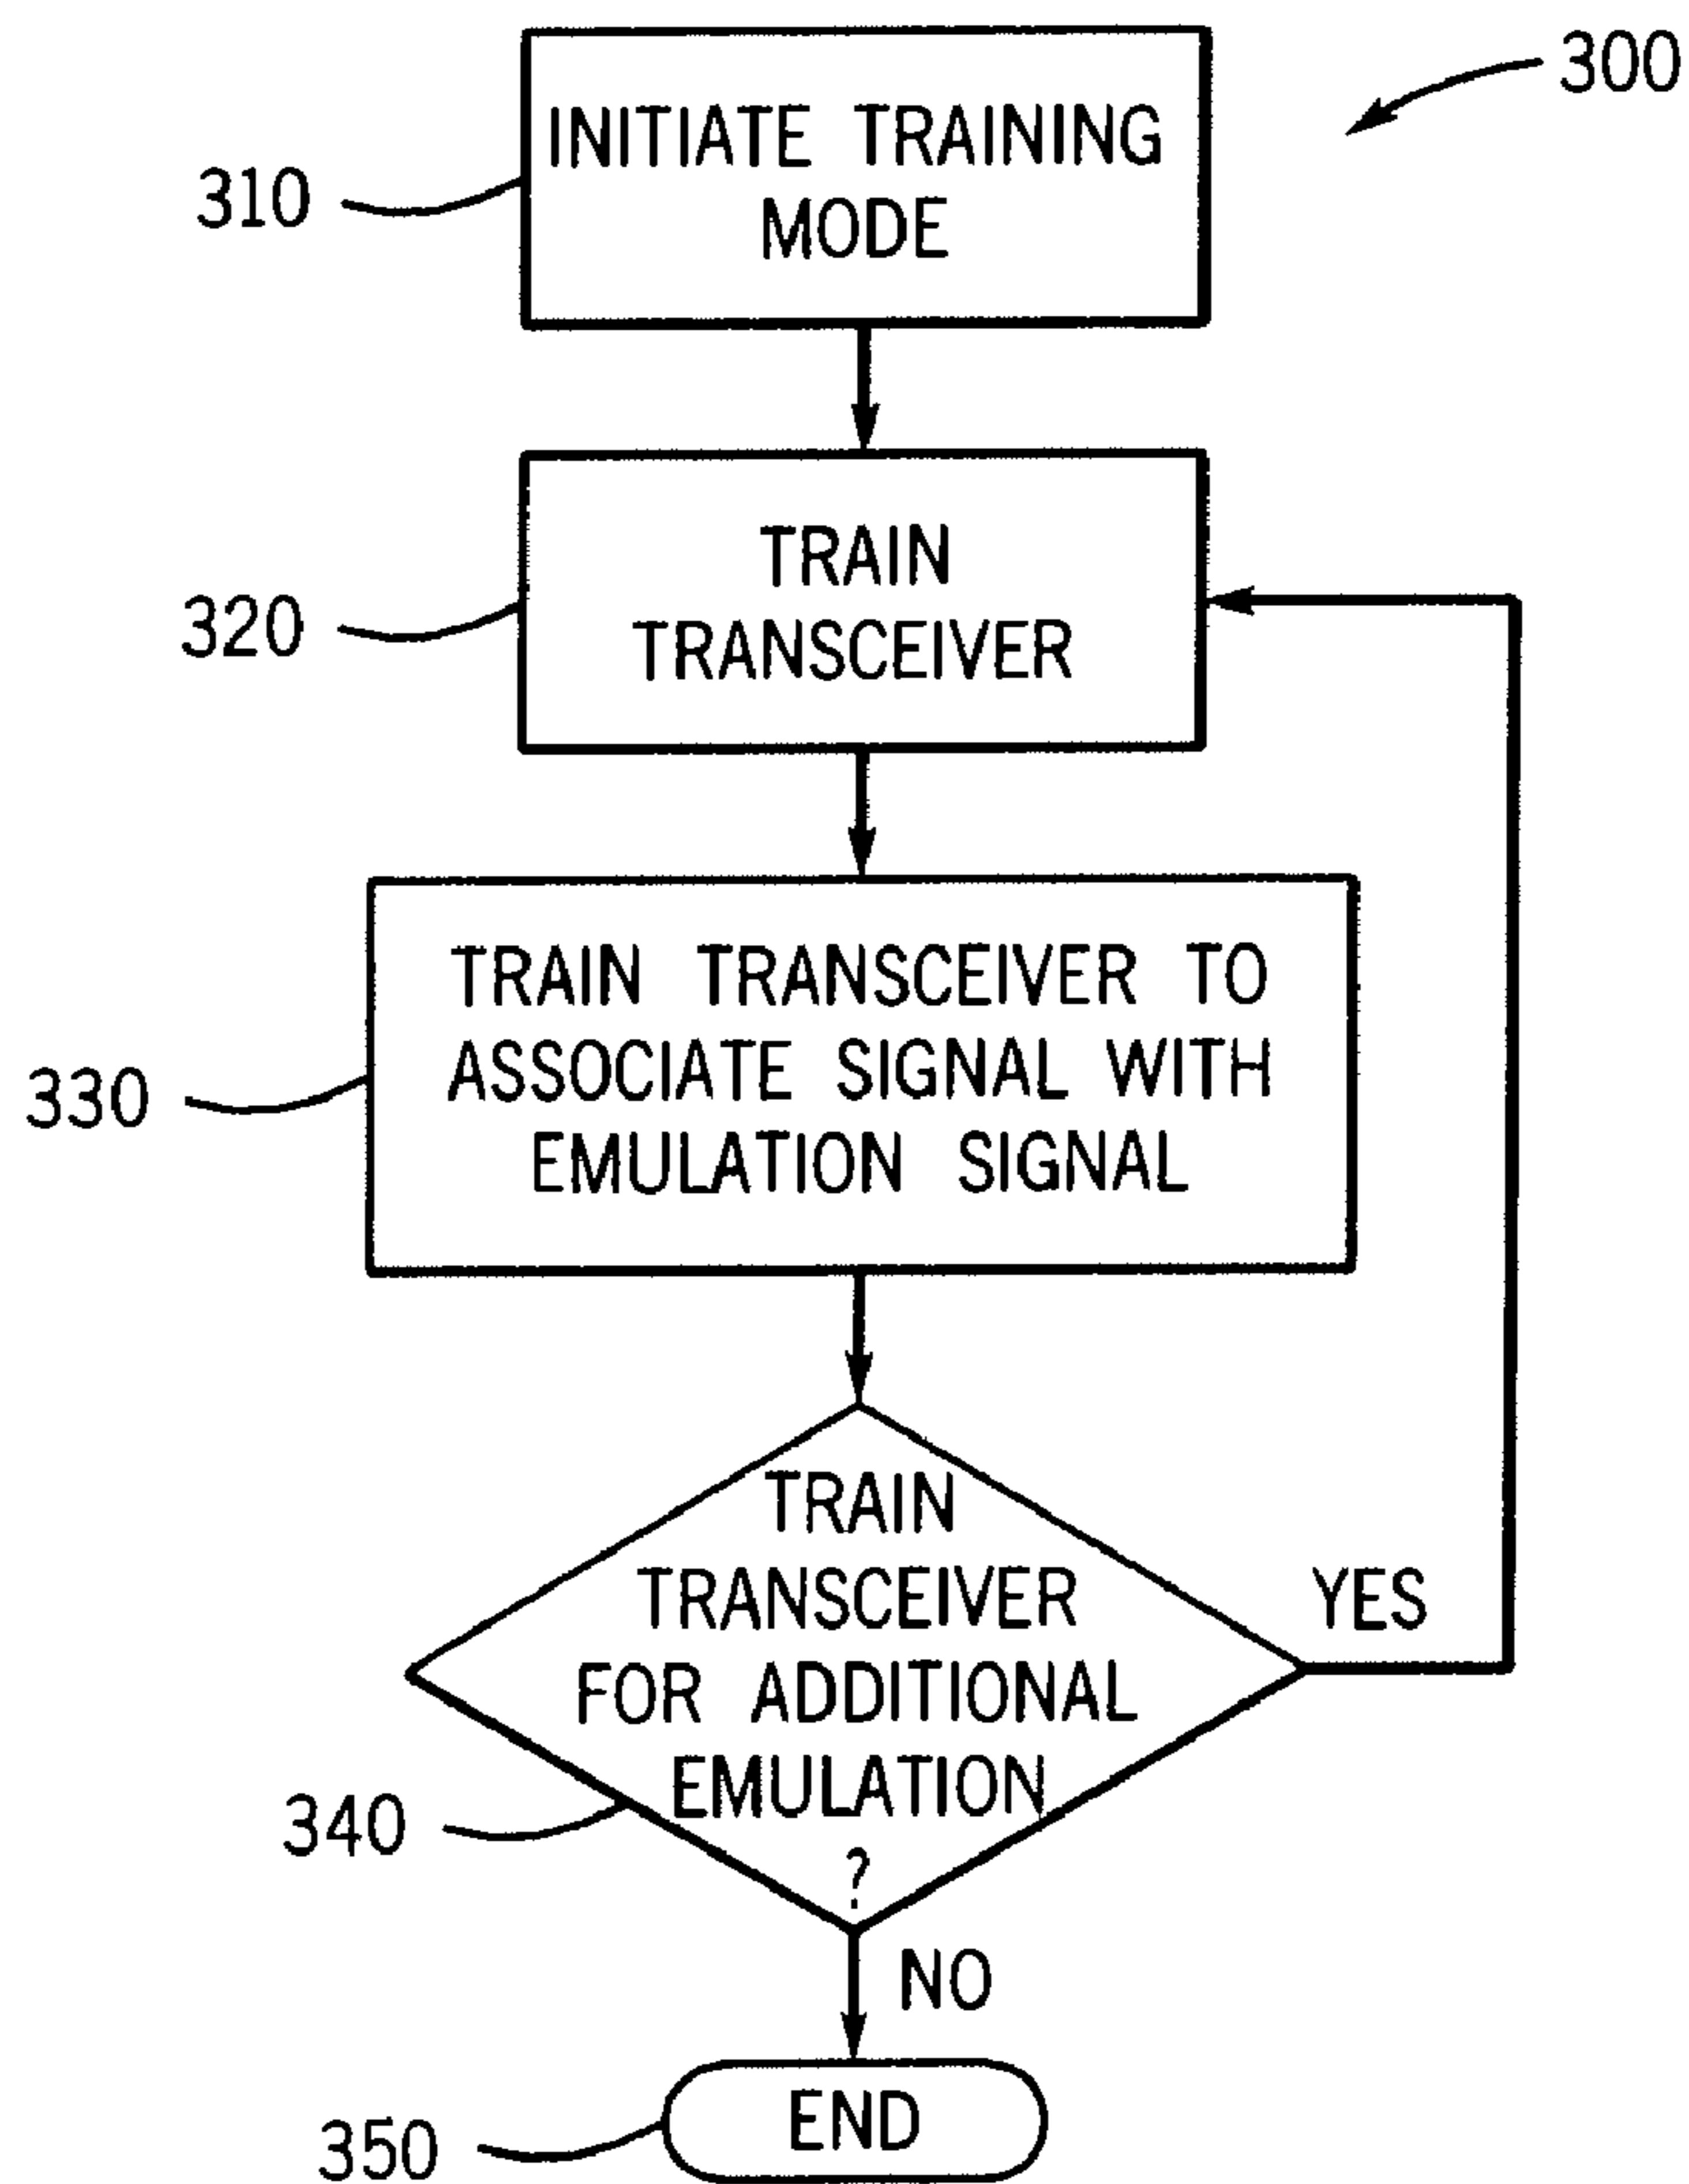 300
INITIATE TRAINING
MODE
310
TRAIN
TRANSCEIVER
320
TRAIN TRANSCEIVER TO
ASSOCIATE SIGNAL WITH
EMULATION SIGNAL
330
TRAIN
TRANSCEIVER
FOR ADDITIONAL
EMULATION
?
YES
340
NO
END
350